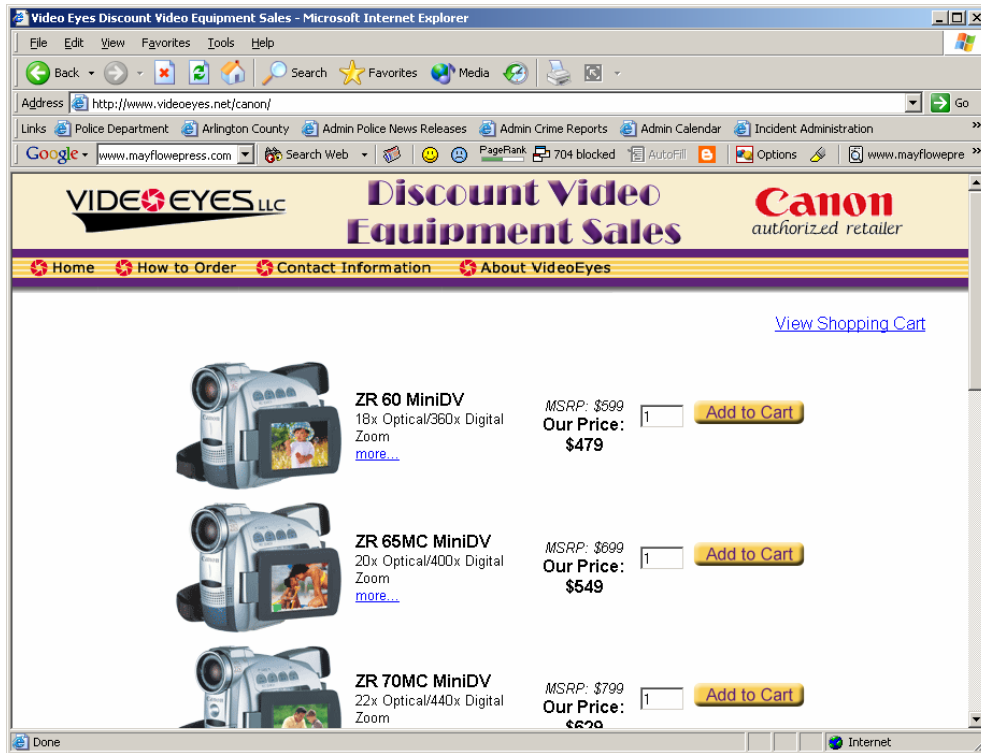 Video Eyes Discount Video Equipment Sales - Microsoft Internet Explorer
File Edit View Favorites Tools Help
Back Search Favorites Media
Address http://www.videoeyes.net/canon/ Go
Links Police Department Arlington County Admin Police News Releases Admin Crime Reports Admin Calendar Incident Administration »
Google www.mayflowepress.com Search Web PageRank 704 blocked AutoFill Options www.mayflowepre »
VIDEO EYES LLC
Discount Video
Equipment Sales
Canon
authorized retailer
Home How to Order Contact Information About VideoEyes
View Shopping Cart
ZR 60 MiniDV
18x Optical/360x Digital
Zoom
more...
MSRP: $599
Our Price:
$479
1
Add to Cart
ZR 65MC MiniDV
20x Optical/400x Digital
Zoom
more...
MSRP: $699
Our Price:
$549
1
Add to Cart
ZR 70MC MiniDV
22x Optical/440x Digital
Zoom
MSRP: $799
Our Price:
$629
1
Add to Cart
Done Internet